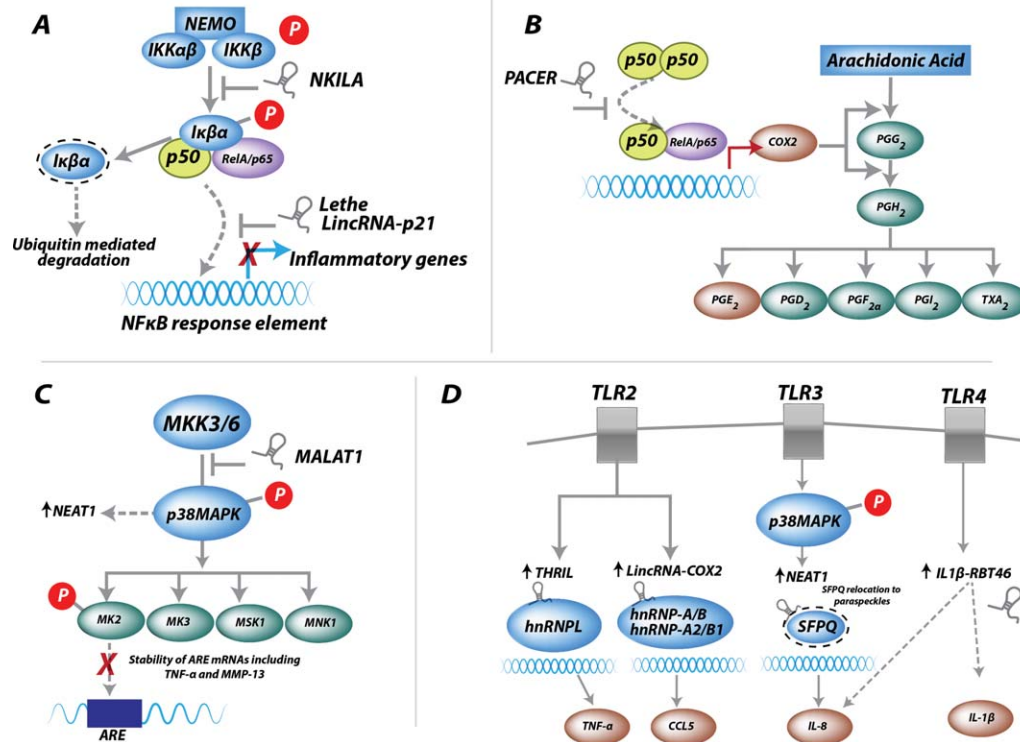 A
NEMO
IKKαβ
IKKβ
P
NKILA
P
Iκβα
Iκβα
p50
RelA/p65
Lethe
LincRNA-p21
Ubiquitin mediated
degradation
X
Inflammatory genes
NFκB response element
B
p50
p50
PACER
Arachidonic Acid
p50
RelA/p65
COX2
PGG2
PGH2
PGE2
PGD2
PGF2α
PGI2
TXA2
C
MKK3/6
MALAT1
P
NEAT1
p38MAPK
P
MK2
MK3
MSK1
MNK1
X
Stability of ARE mRNAs including
TNF-α and MMP-13
ARE
D
TLR2
TLR3
TLR4
p38MAPK
P
THRIL
LincRNA-COX2
NEAT1
IL1β-RBT46
SFPQ relocation to
paraspeckles
hnRNPL
hnRNP-A/B
hnRNP-A2/B1
SFPQ
TNF-α
CCL5
IL-8
IL-1β